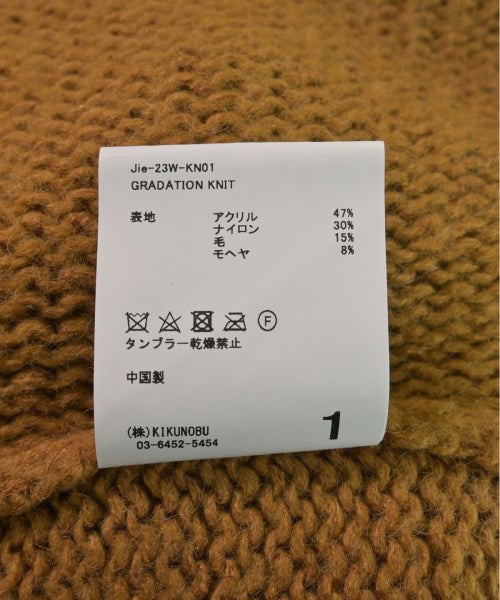 Jie-23W-KN01
GRADATION KNIT
表地 アクリル 47%
ナイロン 30%
毛 15%
モヘヤ 8%
F
タンブラー乾燥禁止
中国製
(株)KIKUNOBU
03-6452-5454
1